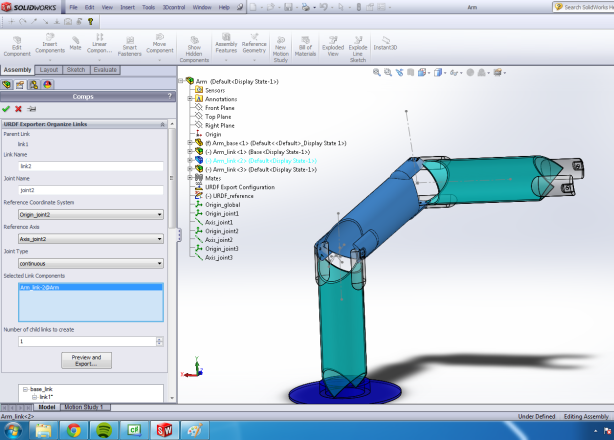 SOLIDWORKS File Edit View Insert Tools 3Dcontrol Window Help Arm Search SolidWorks H
Edit Component
Insert Components
Mate
Linear Compon...
Smart Fasteners
Move Component
Show Hidden Components
Assembly Features
Reference Geometry
New Motion Study
Bill of Materials
Exploded View
Explode Line Sketch
Instant3D
Assembly Layout Sketch Evaluate
Comps ?
URDF Exporter: Organize Links
Parent Link
link1
Link Name
link2
Joint Name
joint2
Reference Coordinate System
Origin_joint2
Reference Axis
Axis_joint2
Joint Type
continuous
Selected Link Components
Arm_link-2@Arm
Number of child links to create
1
Preview and Export...
base_link
link1*
Arm (Default<Display State-1>)
Sensors
Annotations
Front Plane
Top Plane
Right Plane
Origin
(f) Arm_base<1> (Default<<Default>_Display State 1>)
(-) Arm_link<1> (Base<Display State-1>)
(-) Arm_link<2> (Default<Display State-1>)
(-) Arm_link<3> (Default<Display State-1>)
Mates
URDF Export Configuration
(-) URDF_reference
Origin_global
Origin_joint1
Axis_joint1
Origin_joint2
Axis_joint2
Origin_joint3
Axis_joint3
Model Motion Study 1
Arm_link<2> Under Defined Editing Assembly